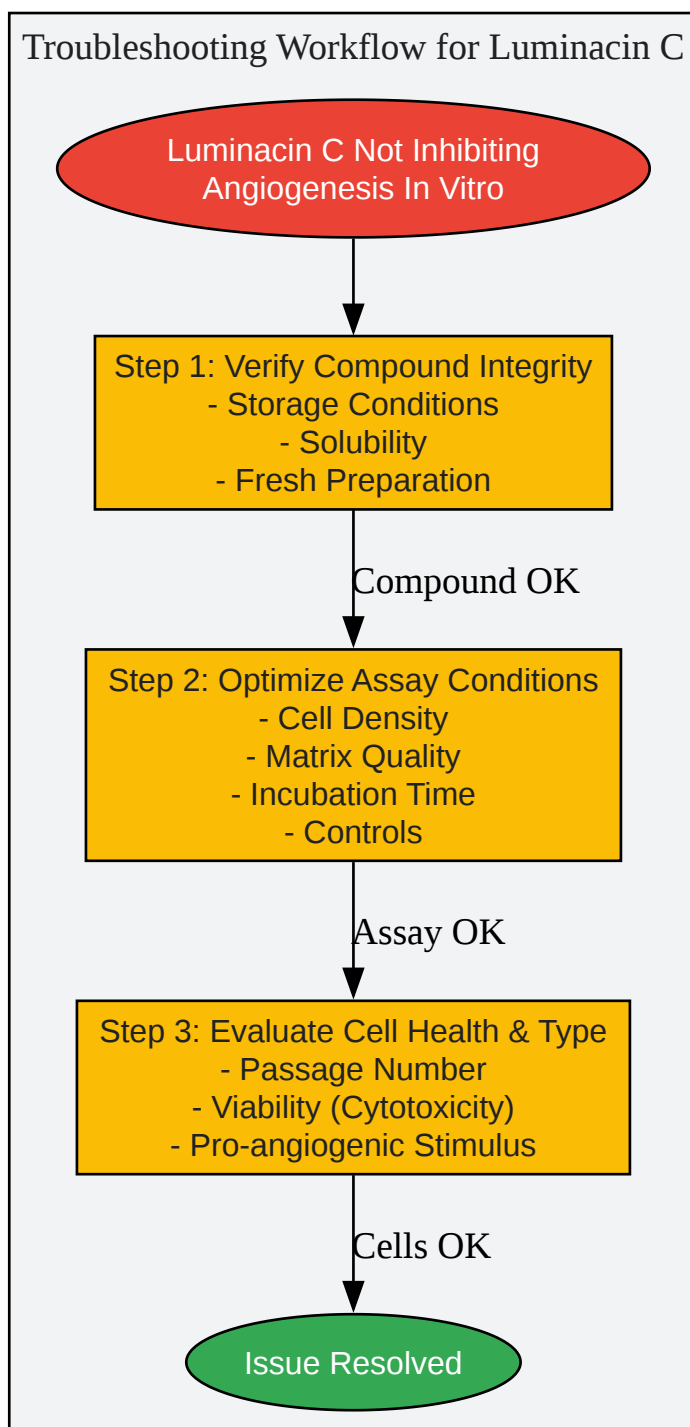 Troubleshooting Workflow for Luminacin C
Luminacin C Not Inhibiting
Angiogenesis In Vitro
Step 1: Verify Compound Integrity
- Storage Conditions
- Solubility
- Fresh Preparation
Compound OK
Step 2: Optimize Assay Conditions
- Cell Density
- Matrix Quality
- Incubation Time
- Controls
Assay OK
Step 3: Evaluate Cell Health & Type
- Passage Number
- Viability (Cytotoxicity)
- Pro-angiogenic Stimulus
Cells OK
Issue Resolved